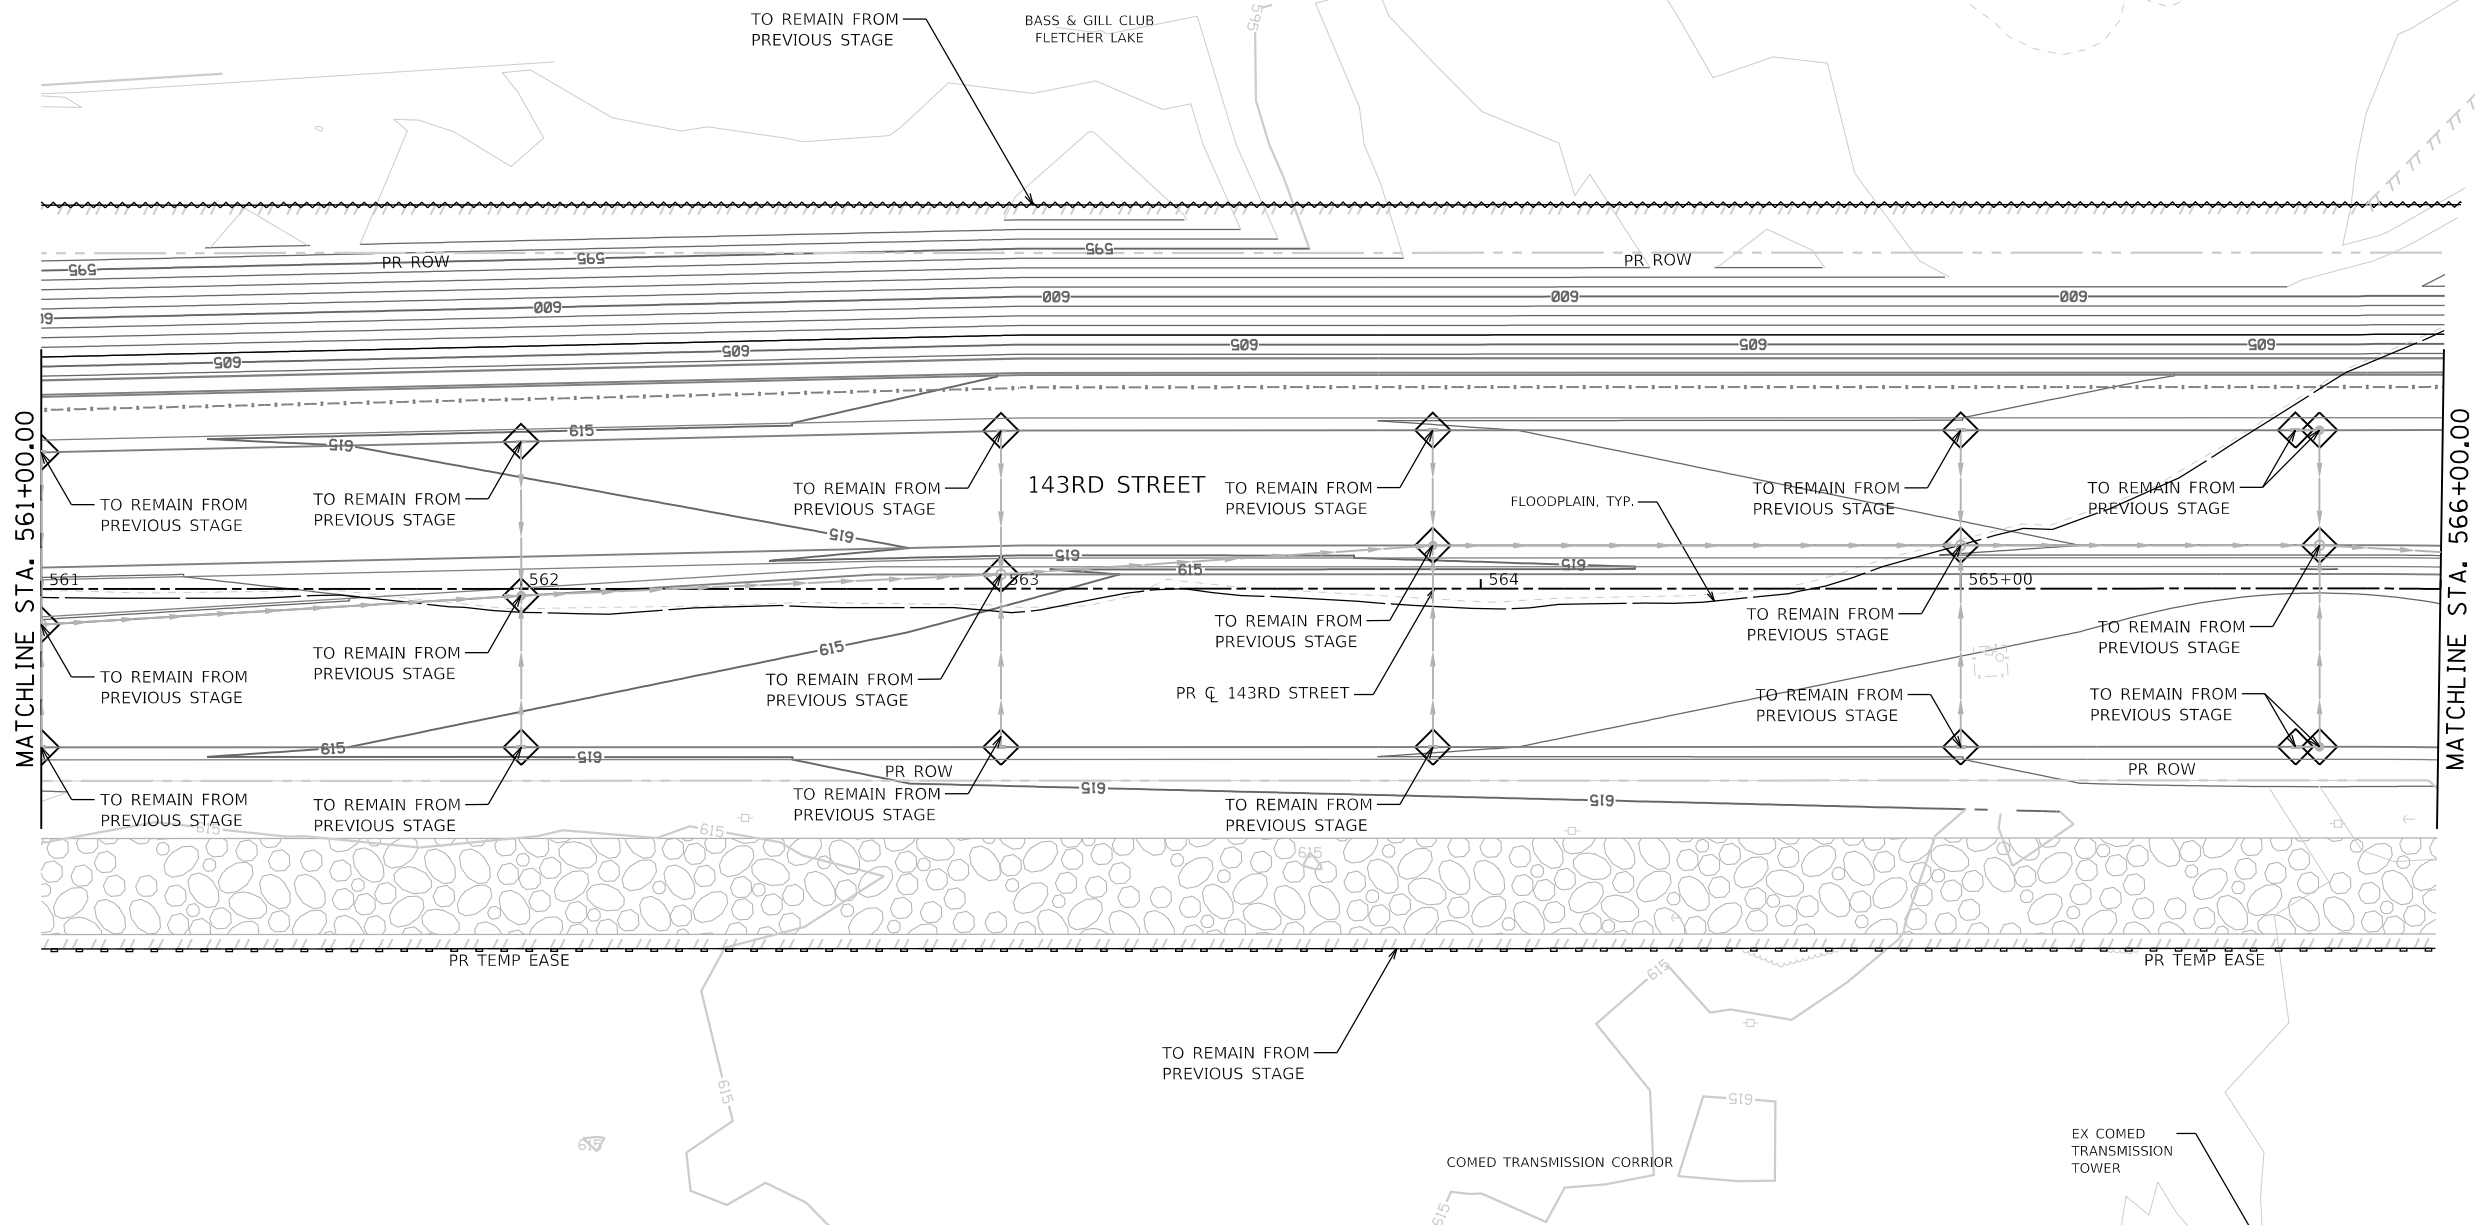 TO REMAIN FROM
PREVIOUS STAGE
BASS & GILL CLUB
FLETCHER LAKE
595
595
595
595
PR ROW
PR ROW
600
600
600
600
605
605
605
605
605
615
615
143RD STREET
TO REMAIN FROM
PREVIOUS STAGE
TO REMAIN FROM
PREVIOUS STAGE
TO REMAIN FROM
PREVIOUS STAGE
TO REMAIN FROM
PREVIOUS STAGE
TO REMAIN FROM
PREVIOUS STAGE
TO REMAIN FROM
PREVIOUS STAGE
FLOODPLAIN, TYP.
MATCHLINE STA. 561+00.00
MATCHLINE STA. 566+00.00
615
615
615
615
561
562
563
564
565+00
TO REMAIN FROM
PREVIOUS STAGE
TO REMAIN FROM
PREVIOUS STAGE
TO REMAIN FROM
PREVIOUS STAGE
TO REMAIN FROM
PREVIOUS STAGE
TO REMAIN FROM
PREVIOUS STAGE
TO REMAIN FROM
PREVIOUS STAGE
615
PR ℄ 143RD STREET
TO REMAIN FROM
PREVIOUS STAGE
TO REMAIN FROM
PREVIOUS STAGE
615
615
PR ROW
PR ROW
615
615
TO REMAIN FROM
PREVIOUS STAGE
TO REMAIN FROM
PREVIOUS STAGE
TO REMAIN FROM
PREVIOUS STAGE
TO REMAIN FROM
PREVIOUS STAGE
615
615
615
PR TEMP EASE
PR TEMP EASE
615
TO REMAIN FROM
PREVIOUS STAGE
615
615
615
COMED TRANSMISSION CORRIOR
EX COMED
TRANSMISSION
TOWER
615